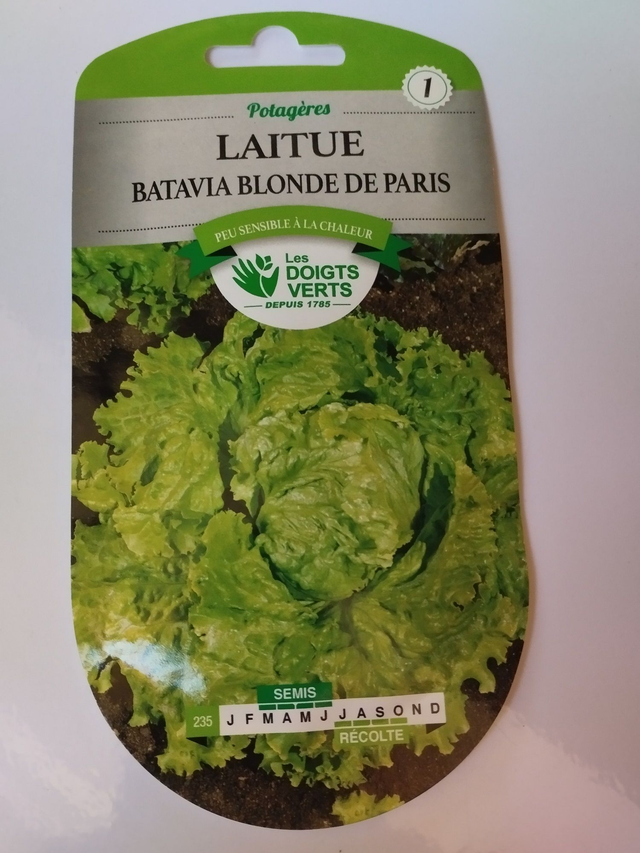 1
Potagères
LAITUE
BATAVIA BLONDE DE PARIS
PEU SENSIBLE À LA CHALEUR
Les
DOIGTS
VERTS
DEPUIS 1785
SEMIS
235 J F M A M J J A S O N D
RÉCOLTE